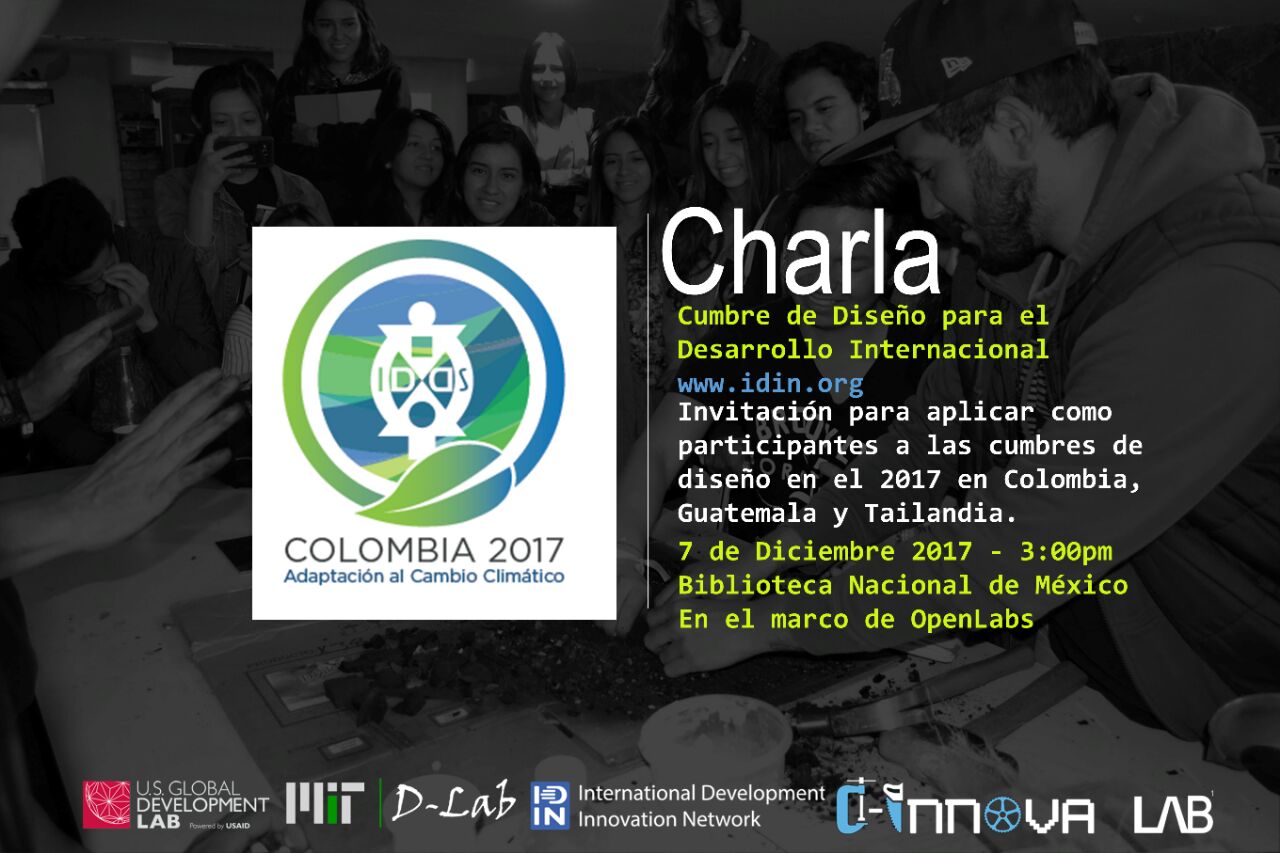 IDDS
COLOMBIA 2017
Adaptación al Cambio Climático
Charla
Cumbre de Diseño para el
Desarrollo Internacional
www.idin.org
Invitación para aplicar como
participantes a las cumbres de
diseño en el 2017 en Colombia,
Guatemala y Tailandia.
7 de Diciembre 2017 - 3:00pm
Biblioteca Nacional de México
En el marco de OpenLabs
U.S. GLOBAL
DEVELOPMENT
LAB Powered by USAID
MIT D-Lab
IDIN
International Development
Innovation Network
C-innova
LAB